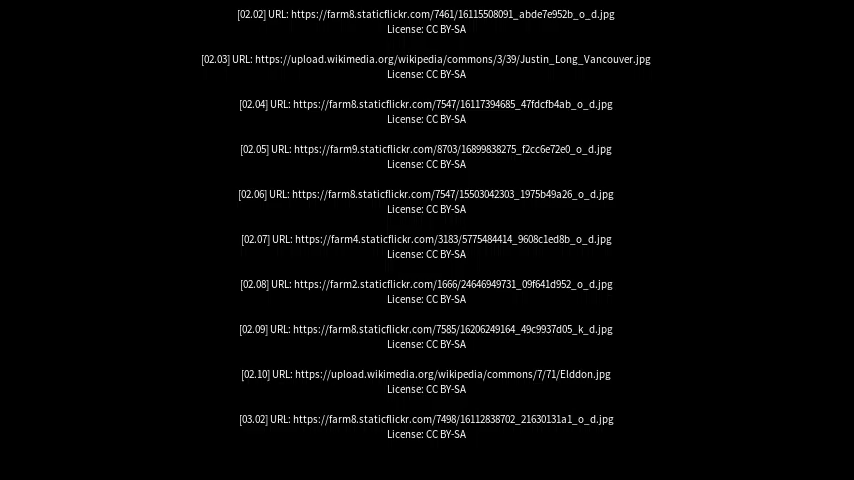 [02.02] URL: https://farm8.staticflickr.com/7461/16115508091_abde7e952b_o_d.jpg
License: CC BY-SA
[02.03] URL: https://upload.wikimedia.org/wikipedia/commons/3/39/Justin_Long_Vancouver.jpg
License: CC BY-SA
[02.04] URL: https://farm8.staticflickr.com/7547/16117394685_47fdcfb4ab_o_d.jpg
License: CC BY-SA
[02.05] URL: https://farm9.staticflickr.com/8703/16899838275_f2cc6e72e0_o_d.jpg
License: CC BY-SA
[02.06] URL: https://farm8.staticflickr.com/7547/15503042303_1975b49a26_o_d.jpg
License: CC BY-SA
[02.07] URL: https://farm4.staticflickr.com/3183/5775484414_9608c1ed8b_o_d.jpg
License: CC BY-SA
[02.08] URL: https://farm2.staticflickr.com/1666/24646949731_09f641d952_o_d.jpg
License: CC BY-SA
[02.09] URL: https://farm8.staticflickr.com/7585/16206249164_49c9937d05_k_d.jpg
License: CC BY-SA
[02.10] URL: https://upload.wikimedia.org/wikipedia/commons/7/71/Elddon.jpg
License: CC BY-SA
[03.02] URL: https://farm8.staticflickr.com/7498/16112838702_21630131a1_o_d.jpg
License: CC BY-SA